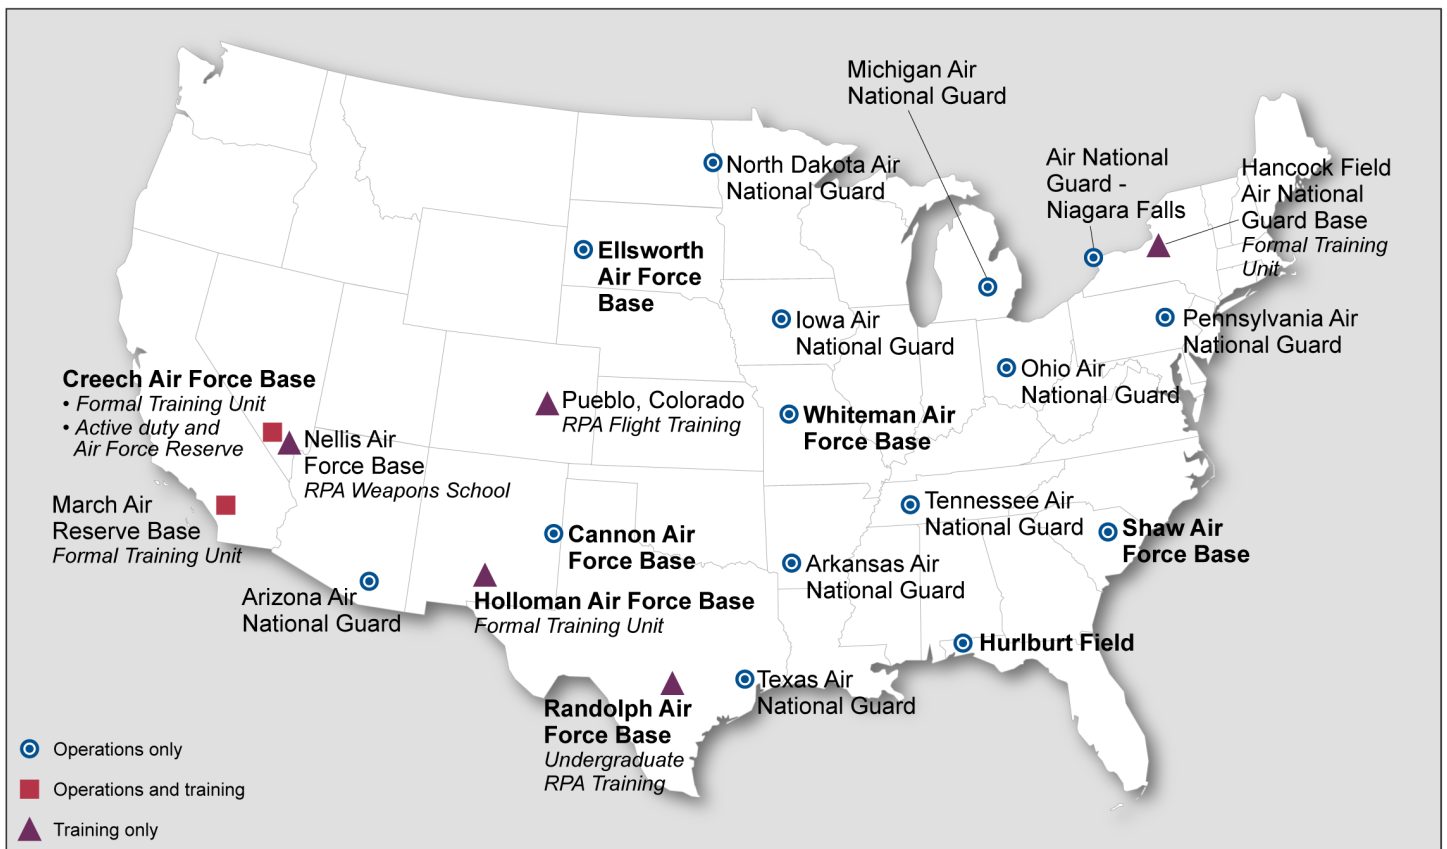 Michigan Air
National Guard
Air National
Guard -
Niagara Falls
Hancock Field
Air National
Guard Base
Formal Training
Unit
North Dakota Air
National Guard
Ellsworth
Air Force
Base
Iowa Air
National Guard
Pennsylvania Air
National Guard
Ohio Air
National Guard
Creech Air Force Base
• Formal Training Unit
• Active duty and
Air Force Reserve
Pueblo, Colorado
RPA Flight Training
Whiteman Air
Force Base
Nellis Air
Force Base
RPA Weapons School
March Air
Reserve Base
Formal Training Unit
Tennessee Air
National Guard
Shaw Air
Force Base
Cannon Air
Force Base
Arkansas Air
National Guard
Arizona Air
National Guard
Holloman Air Force Base
Formal Training Unit
Hurlburt Field
Texas Air
National Guard
Randolph Air
Force Base
Undergraduate
RPA Training
Operations only
Operations and training
Training only